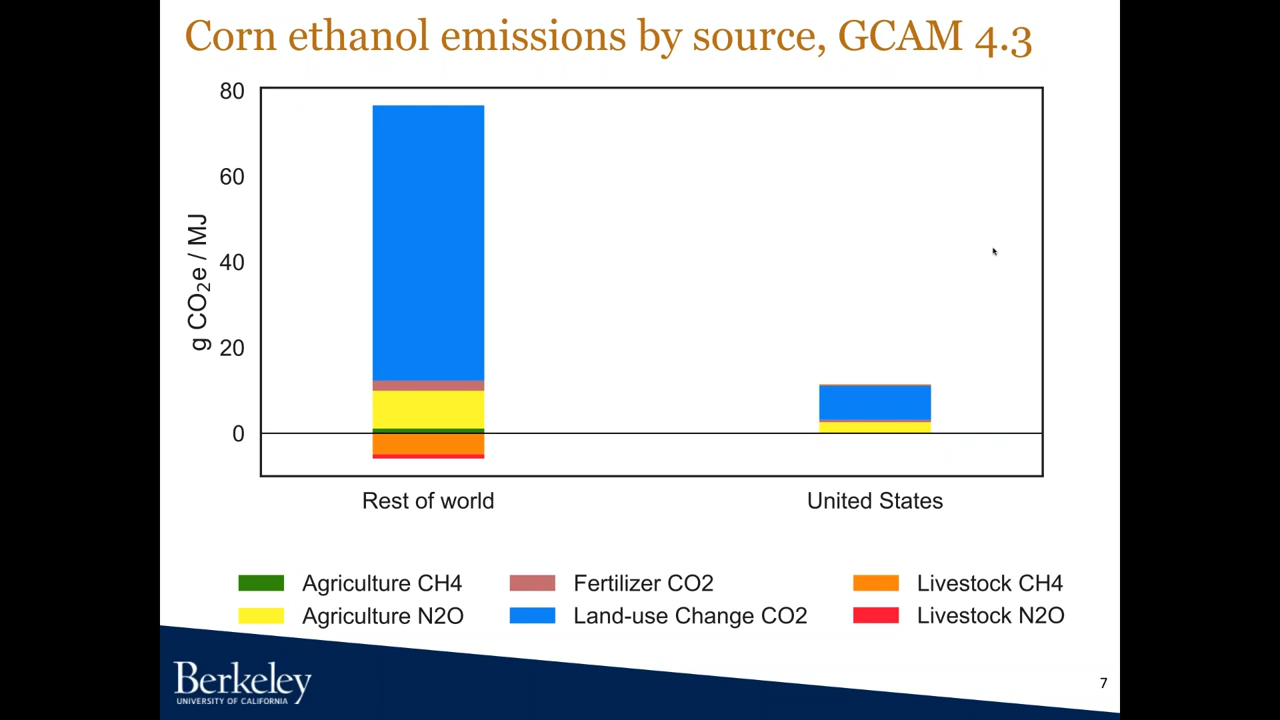 Corn ethanol emissions by source, GCAM 4.3
80
60
40
20
0
g CO2e / MJ
Rest of world
United States
Agriculture CH4
Fertilizer CO2
Livestock CH4
Agriculture N2O
Land-use Change CO2
Livestock N2O
Berkeley
UNIVERSITY OF CALIFORNIA
7